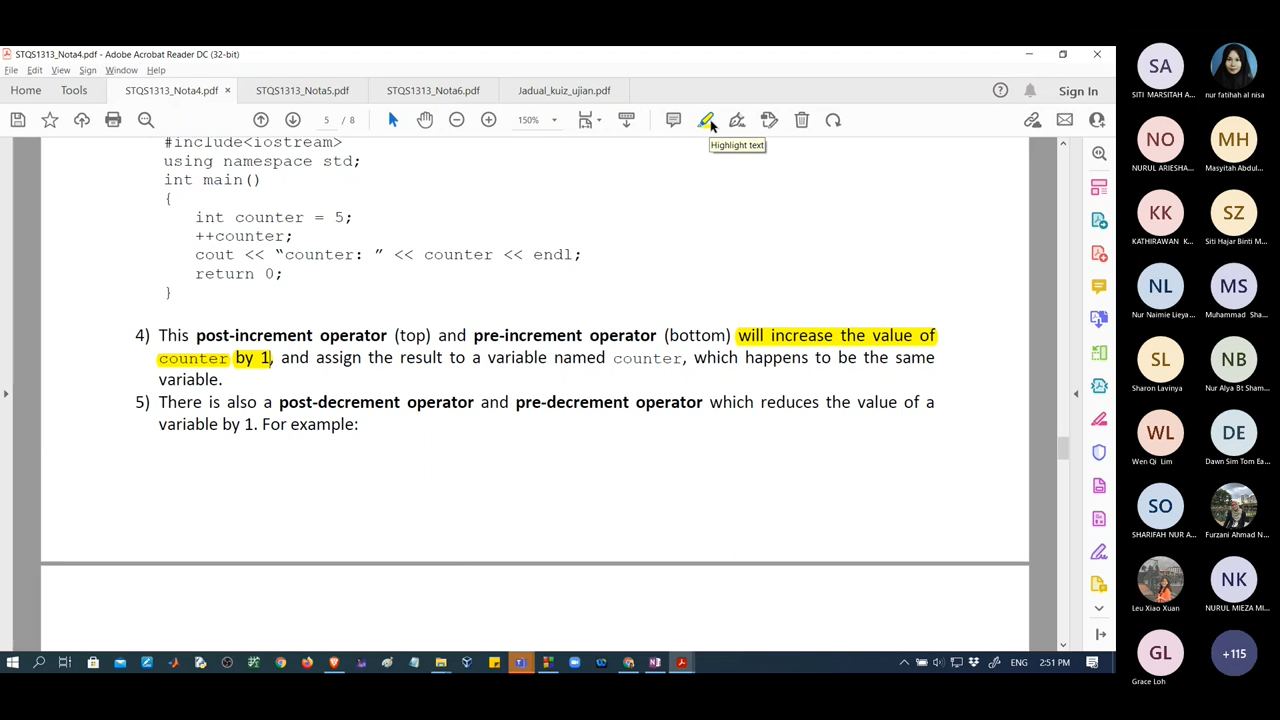 STQS1313_Nota4.pdf - Adobe Acrobat Reader DC (32-bit)
File Edit View Sign Window Help
Home Tools STQS1313_Nota4.pdf × STQS1313_Nota5.pdf STQS1313_Nota6.pdf Jadual_kuiz_ujian.pdf Sign In
5 / 8 150%
Highlight text
#include<iostream>
using namespace std;
int main()
{
int counter = 5;
++counter;
cout << “counter: ” << counter << endl;
return 0;
}
4) This post-increment operator (top) and pre-increment operator (bottom) will increase the value of
counter by 1, and assign the result to a variable named counter, which happens to be the same
variable.
5) There is also a post-decrement operator and pre-decrement operator which reduces the value of a
variable by 1. For example:
ENG 2:51 PM
SA
SITI MARSITAH A...
nur fatihah al nisa
NO MH
NURUL ARIESHA... Masyitah Abdul...
KK SZ
KATHIRAWAN K... Siti Hajar Binti M...
NL MS
Nur Naimie Lieya... Muhammad Sha...
SL NB
Sharon Lavinya Nur Alya Bt Sham...
WL DE
Wen Qi Lim Dawn Sim Tom Ea...
SO
SHARIFAH NUR A... Furzani Ahmad N...
NK
Leu Xiao Xuan NURUL MIEZA MI...
GL +115
Grace Loh